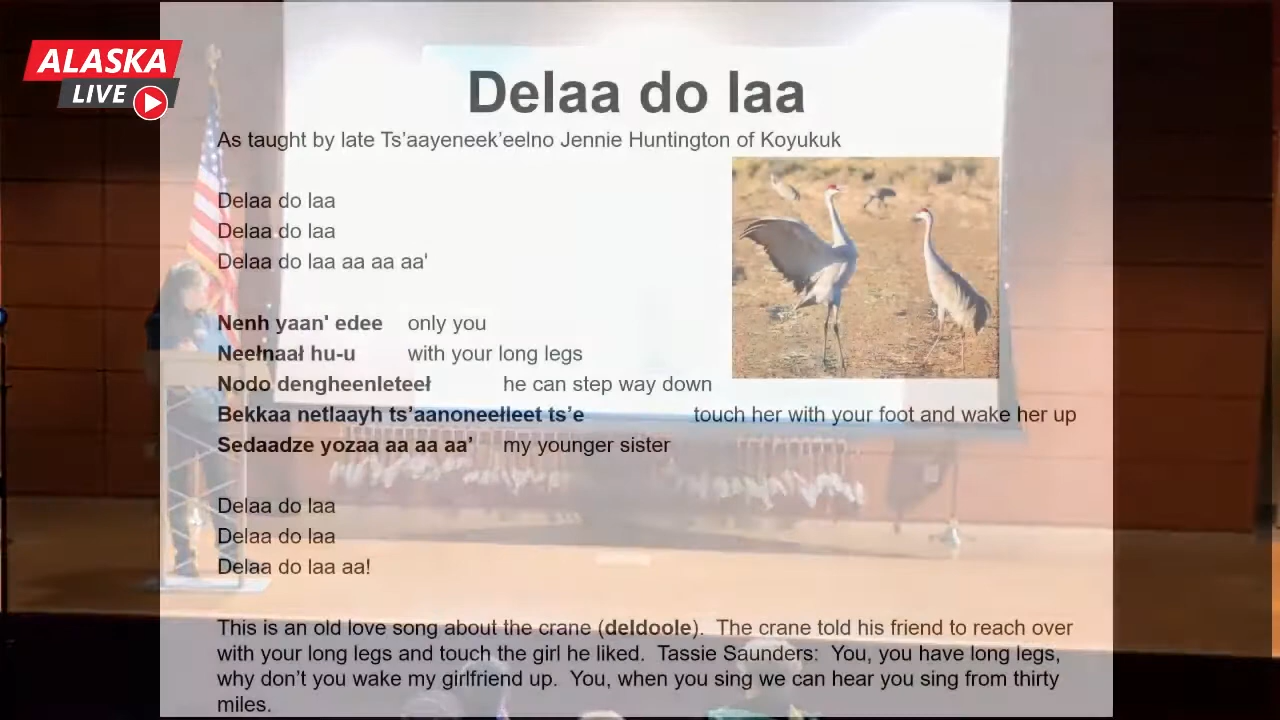 ALASKA
LIVE
Delaa do laa
As taught by late Ts’aayeneek’eelno Jennie Huntington of Koyukuk
Delaa do laa
Delaa do laa
Delaa do laa aa aa aa'
Nenh yaan' edee only you
Neełnaał hu-u with your long legs
Nodo dengheenleteeł he can step way down
Bekkaa netlaayh ts’aanoneełleet ts’e touch her with your foot and wake her up
Sedaadze yozaa aa aa aa’ my younger sister
Delaa do laa
Delaa do laa
Delaa do laa aa!
This is an old love song about the crane (deldoole). The crane told his friend to reach over
with your long legs and touch the girl he liked. Tassie Saunders: You, you have long legs,
why don’t you wake my girlfriend up. You, when you sing we can hear you sing from thirty
miles.